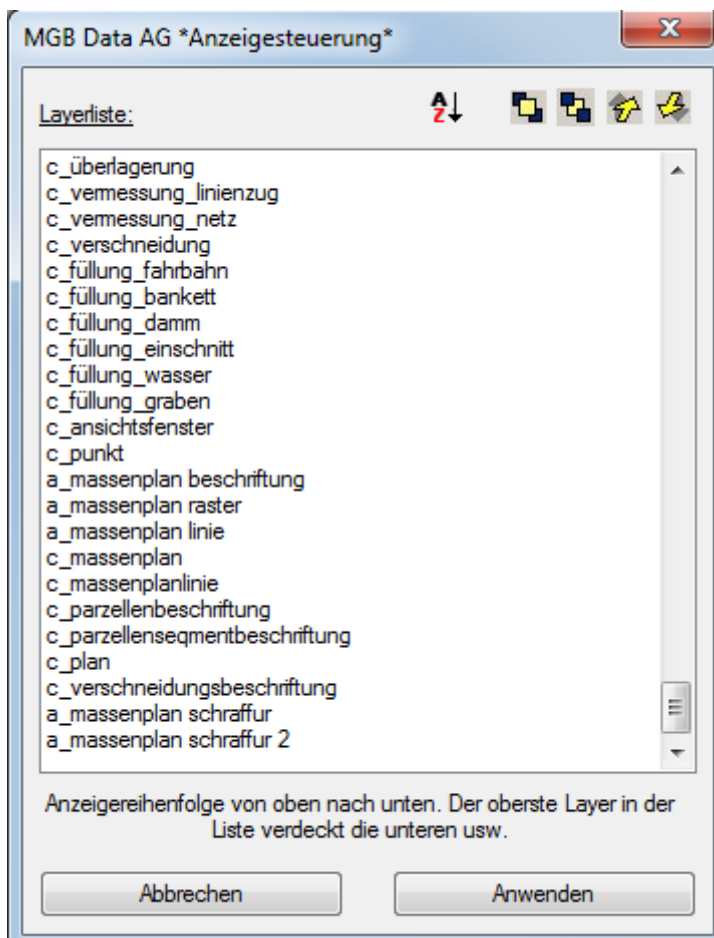 MGB Data AG *Anzeigesteuerung*
Layerliste:
A
Z
c_überlagerung
c_vermessung_linienzug
c_vermessung_netz
c_verschneidung
c_füllung_fahrbahn
c_füllung_bankett
c_füllung_damm
c_füllung_einschnitt
c_füllung_wasser
c_füllung_graben
c_ansichtsfenster
c_punkt
a_massenplan beschriftung
a_massenplan raster
a_massenplan linie
c_massenplan
c_massenplanlinie
c_parzellenbeschriftung
c_parzellenseqmentbeschriftung
c_plan
c_verschneidungsbeschriftung
a_massenplan schraffur
a_massenplan schraffur 2
Anzeigereihenfolge von oben nach unten. Der oberste Layer in der
Liste verdeckt die unteren usw.
Abbrechen
Anwenden